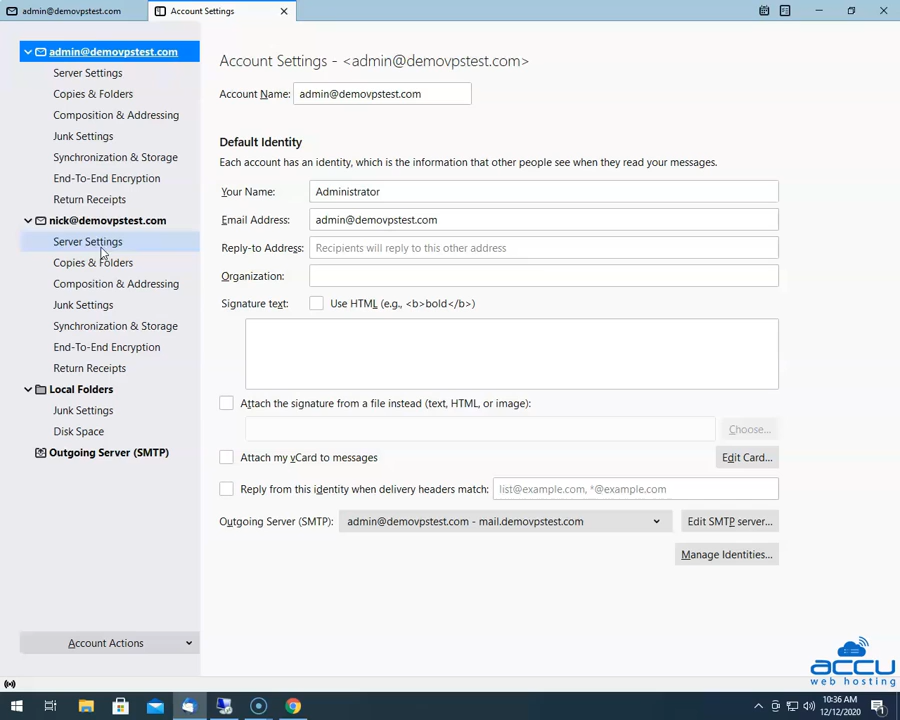 admin@demovpstest.com
Account Settings
admin@demovpstest.com
Server Settings
Copies & Folders
Composition & Addressing
Junk Settings
Synchronization & Storage
End-To-End Encryption
Return Receipts
nick@demovpstest.com
Server Settings
Copies & Folders
Composition & Addressing
Junk Settings
Synchronization & Storage
End-To-End Encryption
Return Receipts
Local Folders
Junk Settings
Disk Space
Outgoing Server (SMTP)
Account Actions
Account Settings - <admin@demovpstest.com>
Account Name: admin@demovpstest.com
Default Identity
Each account has an identity, which is the information that other people see when they read your messages.
Your Name: Administrator
Email Address: admin@demovpstest.com
Reply-to Address: Recipients will reply to this other address
Organization:
Signature text: Use HTML (e.g., <b>bold</b>)
Attach the signature from a file instead (text, HTML, or image):
Choose...
Attach my vCard to messages
Edit Card...
Reply from this identity when delivery headers match: list@example.com, *@example.com
Outgoing Server (SMTP): admin@demovpstest.com - mail.demovpstest.com Edit SMTP server...
Manage Identities...
accu
web hosting
10:36 AM
12/12/2020
1